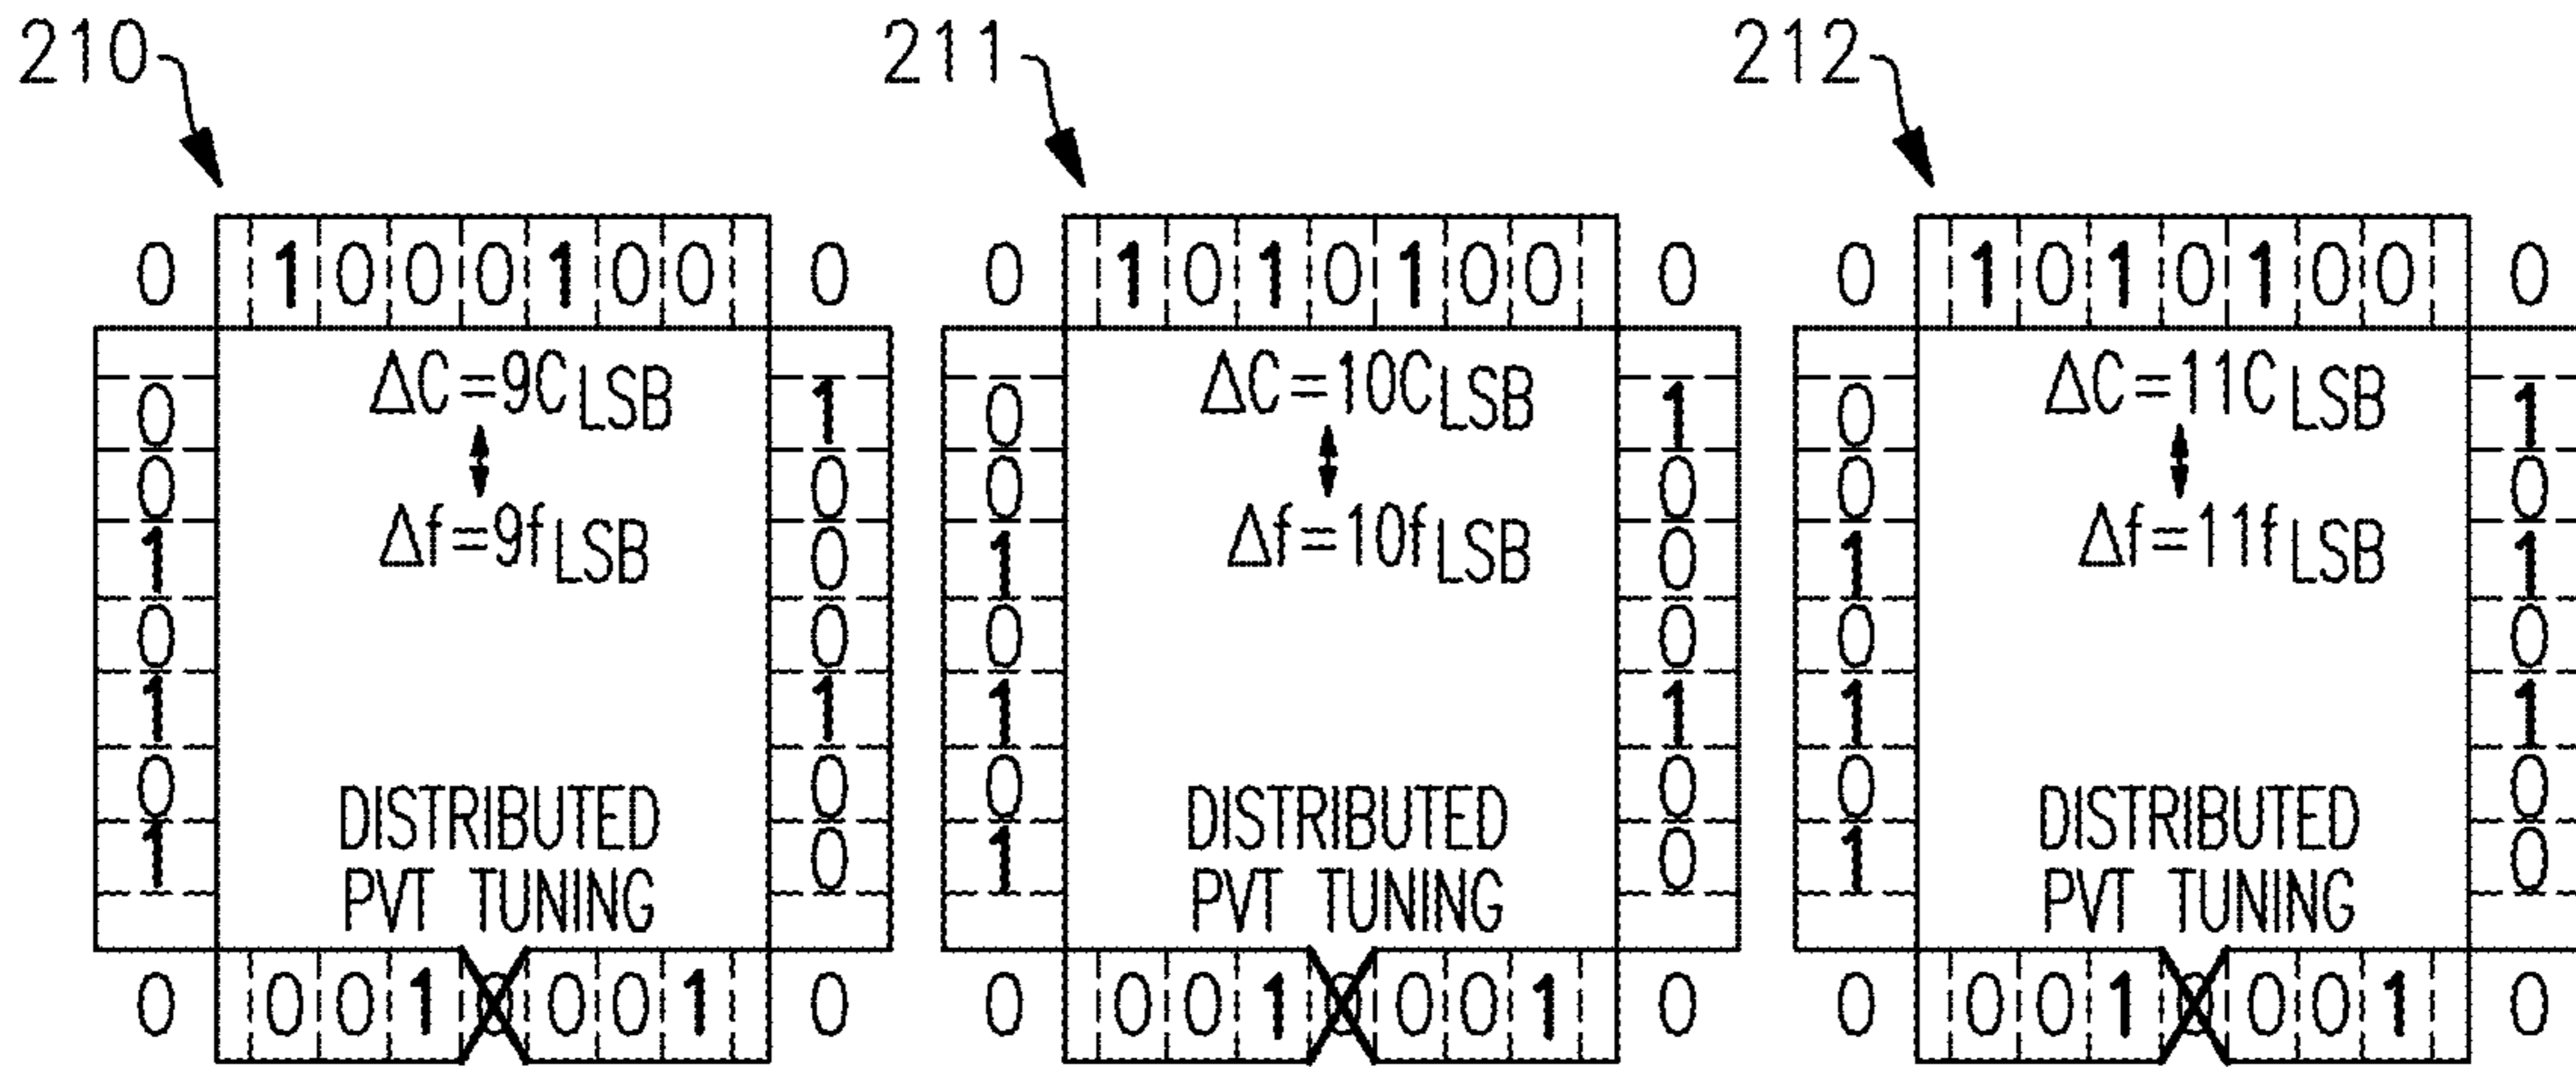 210 211 212
0 1 0 0 0 1 0 0 0 0 1 0 1 0 1 0 0 0 0 1 0 1 0 1 0 0 0
0 ΔC=9C LSB 1 0 ΔC=10C LSB 1 0 ΔC=11C LSB 1
0 0 0 0 0 0
1 Δf=9f LSB 0 1 Δf=10f LSB 0 1 Δf=11f LSB 1
0 0 0 0 0 0
1 1 1 1 1 1
0 DISTRIBUTED 0 0 DISTRIBUTED 0 0 DISTRIBUTED 0
1 PVT TUNING 0 1 PVT TUNING 0 1 PVT TUNING 0
0 0 0 1 0 0 0 1 0 0 0 0 1 0 0 0 1 0 0 0 0 1 0 0 0 1 0